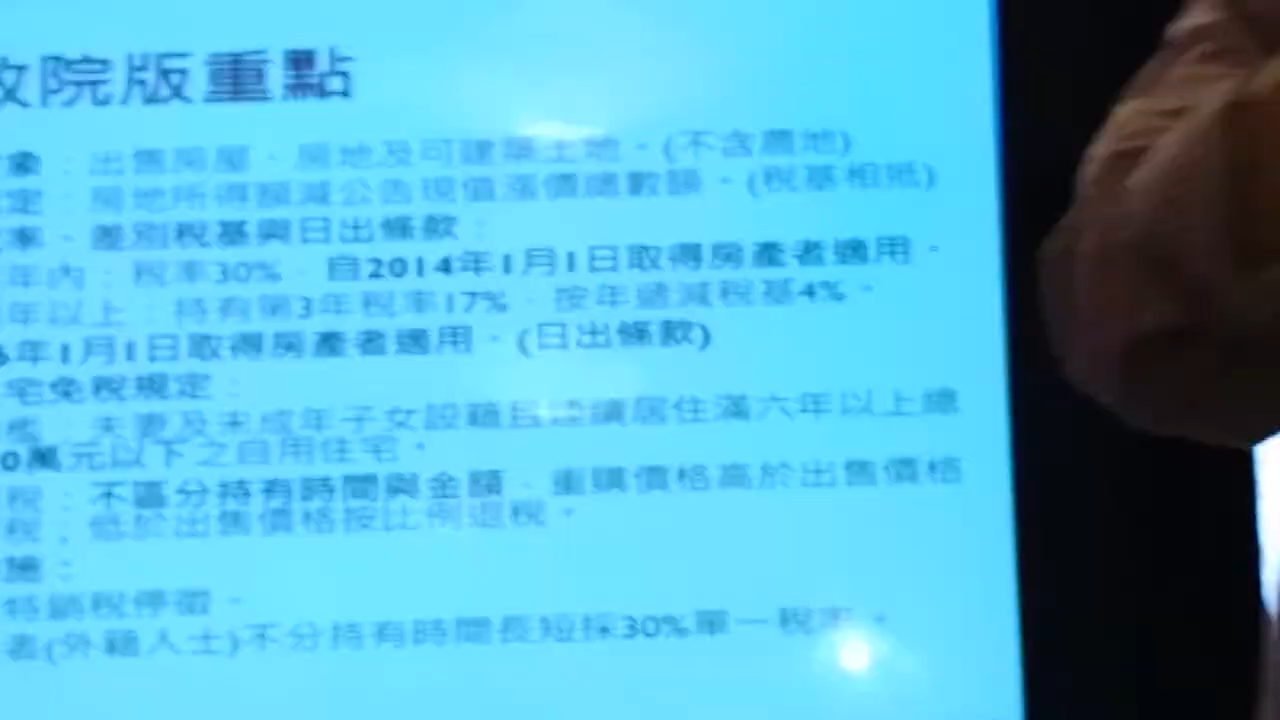 政院版重點
象：出售房屋、房地及可建築土地。(不含農地)
定：房地所得額減公告現值漲價總數額。(稅基相抵)
率、差別稅基與日出條款：
年內：稅率30%，自2014年1月1日取得房產者適用。
年以上：持有第3年稅率17%，按年遞減稅基4%。
6年1月1日取得房產者適用。(日出條款)
宅免稅規定：
夫妻及未成年子女設籍且連續居住滿六年以上總
0萬元以下之自用住宅。
稅：不區分持有時間與金額，重購價格高於出售價格
稅；低於出售價格按比例退稅。
施：
特銷稅停徵。
者(外籍人士)不分持有時間長短採30%單一稅率。